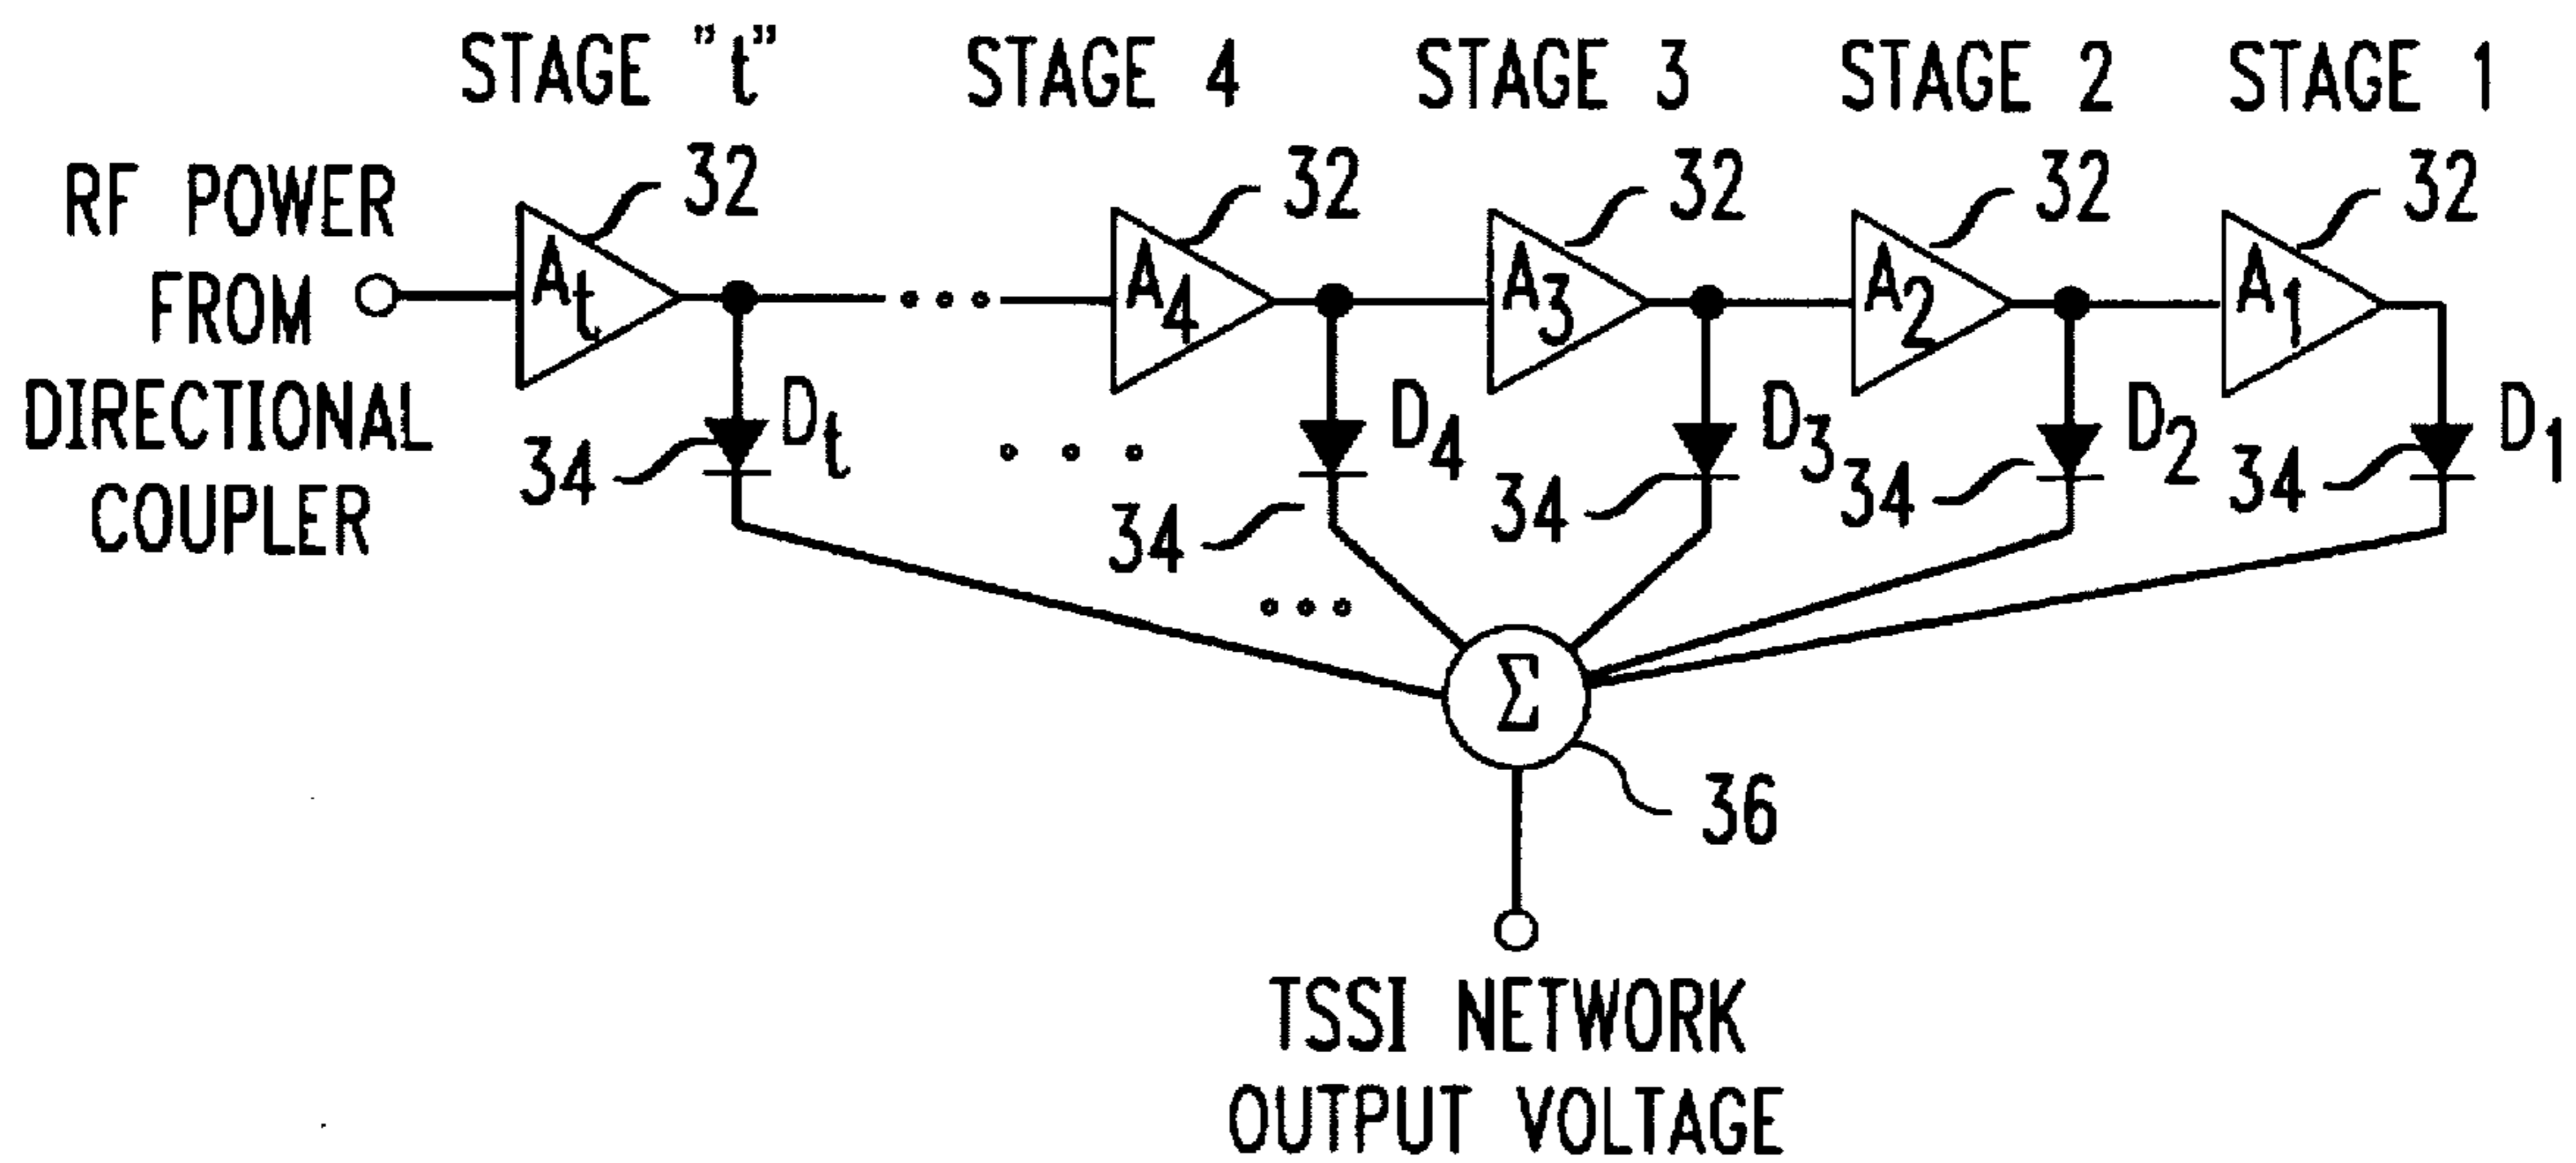 STAGE "t" STAGE 4 STAGE 3 STAGE 2 STAGE 1
32 32 32 32 32
RF POWER
FROM
DIRECTIONAL
COUPLER
At A4 A3 A2 A1
Dt D4 D3 D2 D1
34 34 34 34 34
Σ
36
TSSI NETWORK
OUTPUT VOLTAGE